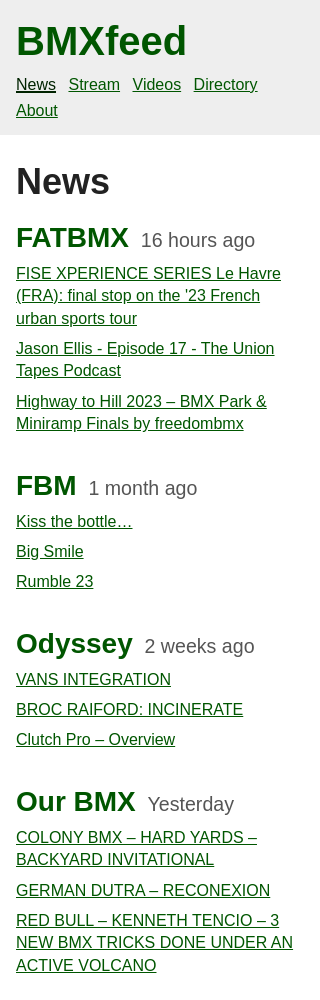 BMXfeed
News Stream Videos Directory
About
News
FATBMX 16 hours ago
FISE XPERIENCE SERIES Le Havre
(FRA): final stop on the '23 French
urban sports tour
Jason Ellis - Episode 17 - The Union
Tapes Podcast
Highway to Hill 2023 – BMX Park &
Miniramp Finals by freedombmx
FBM 1 month ago
Kiss the bottle…
Big Smile
Rumble 23
Odyssey 2 weeks ago
VANS INTEGRATION
BROC RAIFORD: INCINERATE
Clutch Pro – Overview
Our BMX Yesterday
COLONY BMX – HARD YARDS –
BACKYARD INVITATIONAL
GERMAN DUTRA – RECONEXION
RED BULL – KENNETH TENCIO – 3
NEW BMX TRICKS DONE UNDER AN
ACTIVE VOLCANO